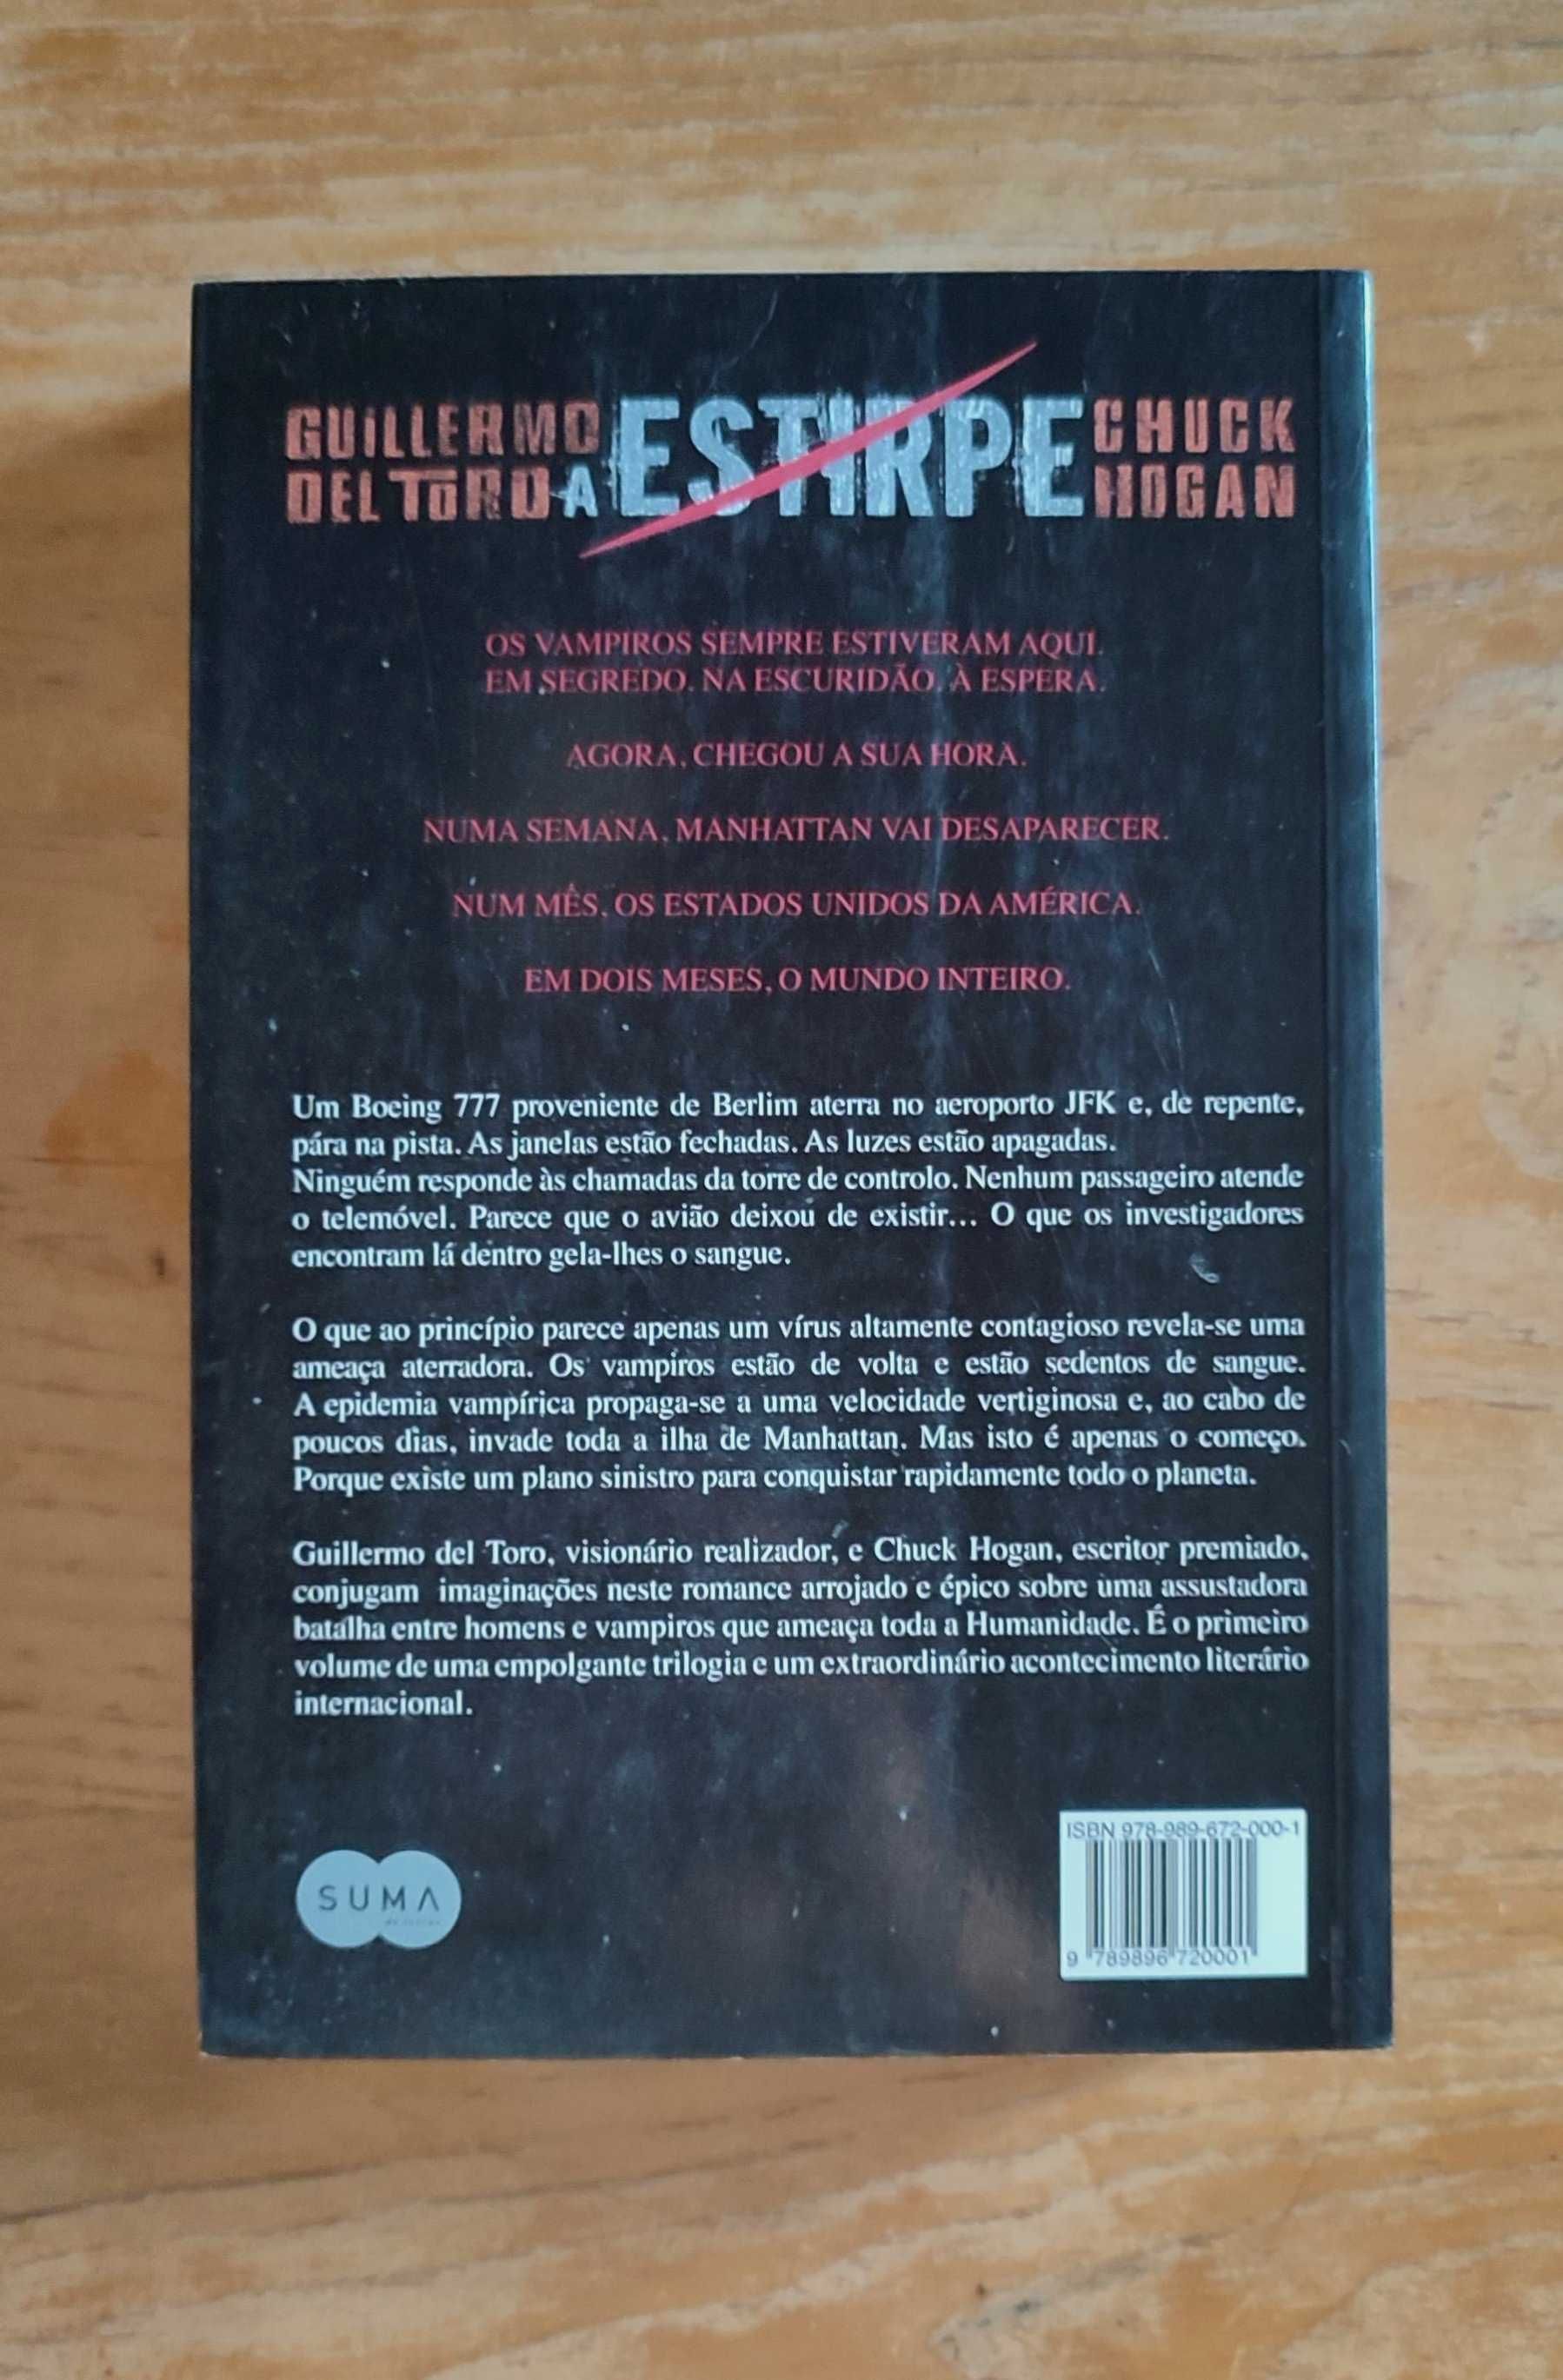 GUILLERMO DEL TORO A ESTIRPE CHUCK HOGAN
OS VAMPIROS SEMPRE ESTIVERAM AQUI.
EM SEGREDO. NA ESCURIDÃO. À ESPERA.
AGORA, CHEGOU A SUA HORA.
NUMA SEMANA, MANHATTAN VAI DESAPARECER.
NUM MÊS, OS ESTADOS UNIDOS DA AMÉRICA.
EM DOIS MESES, O MUNDO INTEIRO.
Um Boeing 777 proveniente de Berlim aterra no aeroporto JFK e, de repente,
pára na pista. As janelas estão fechadas. As luzes estão apagadas.
Ninguém responde às chamadas da torre de controlo. Nenhum passageiro atende
o telemóvel. Parece que o avião deixou de existir... O que os investigadores
encontram lá dentro gela-lhes o sangue.
O que ao princípio parece apenas um vírus altamente contagioso revela-se uma
ameaça aterradora. Os vampiros estão de volta e estão sedentos de sangue.
A epidemia vampírica propaga-se a uma velocidade vertiginosa e, ao cabo de
poucos dias, invade toda a ilha de Manhattan. Mas isto é apenas o começo.
Porque existe um plano sinistro para conquistar rapidamente todo o planeta.
Guillermo del Toro, visionário realizador, e Chuck Hogan, escritor premiado,
conjugam imaginações neste romance arrojado e épico sobre uma assustadora
batalha entre homens e vampiros que ameaça toda a Humanidade. É o primeiro
volume de uma empolgante trilogia e um extraordinário acontecimento literário
internacional.
ISBN 978-989-672-000-1
SUMA
9 789896 720001